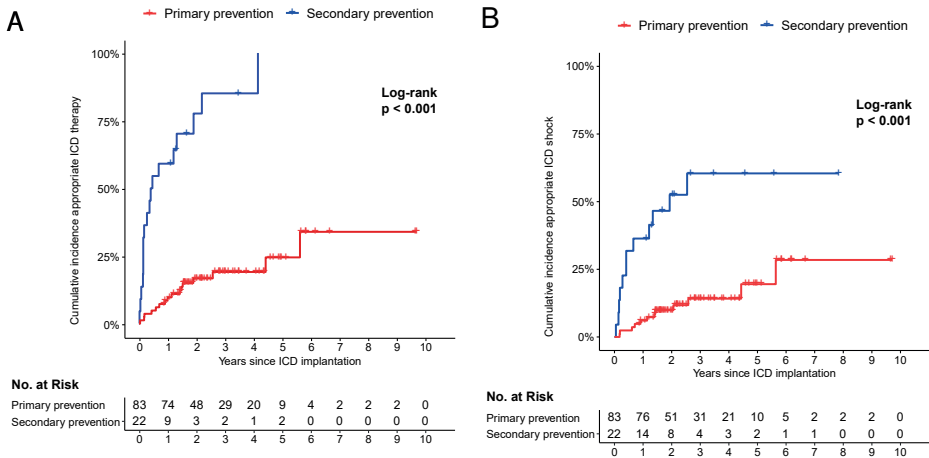 A
Primary prevention Secondary prevention
Cumulative incidence appropriate ICD therapy
100%
75%
50%
25%
0%
Log-rank
p < 0.001
0 1 2 3 4 5 6 7 8 9 10
Years since ICD implantation
No. at Risk
Primary prevention 83 74 48 29 20 9 4 2 2 2 0
Secondary prevention 22 9 3 2 1 2 0 0 0 0 0
0 1 2 3 4 5 6 7 8 9 10
B
Primary prevention Secondary prevention
Cumulative incidence appropriate ICD shock
100%
75%
50%
25%
0%
Log-rank
p < 0.001
0 1 2 3 4 5 6 7 8 9 10
Years since ICD implantation
No. at Risk
Primary prevention 83 76 51 31 21 10 5 2 2 2 0
Secondary prevention 22 14 8 4 3 2 1 1 0 0 0
0 1 2 3 4 5 6 7 8 9 10